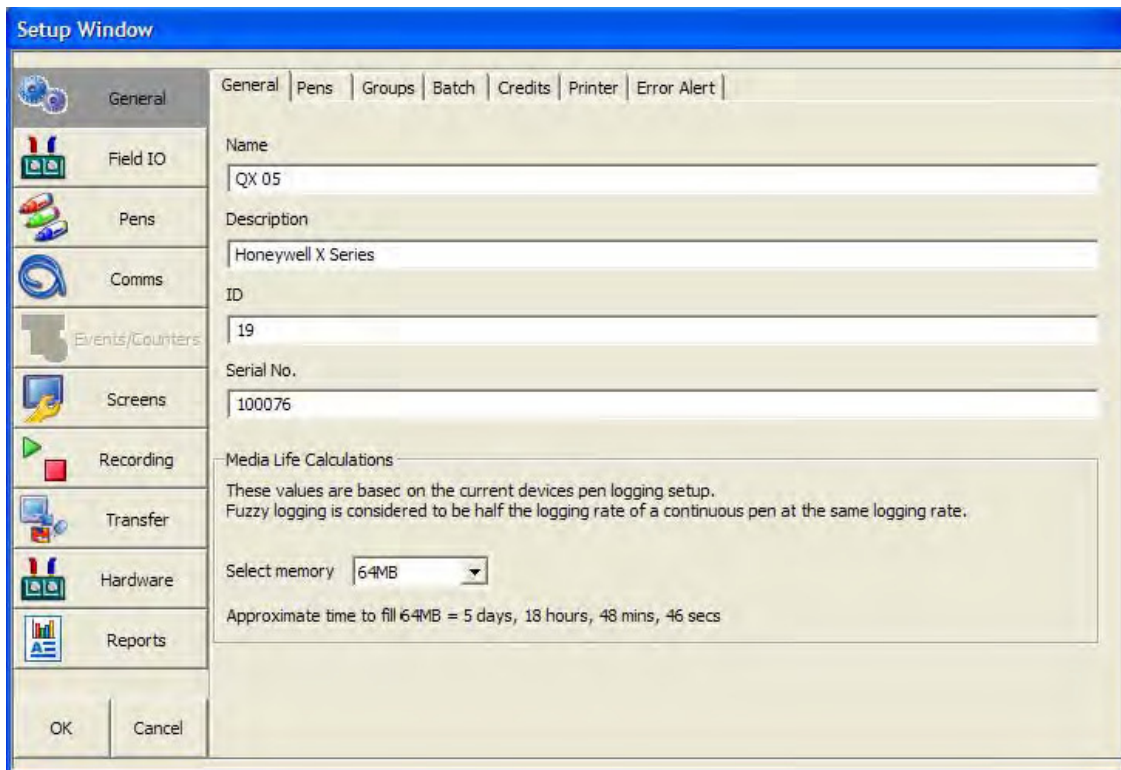 Setup Window
General
Field IO
Pens
Comms
Events/Counters
Screens
Recording
Transfer
Hardware
Reports
OK Cancel
General Pens Groups Batch Credits Printer Error Alert
Name
QX 05
Description
Honeywell X Series
ID
19
Serial No.
100076
Media Life Calculations
These values are based on the current devices pen logging setup.
Fuzzy logging is considered to be half the logging rate of a continuous pen at the same logging rate.
Select memory 64MB
Approximate time to fill 64MB = 5 days, 18 hours, 48 mins, 46 secs